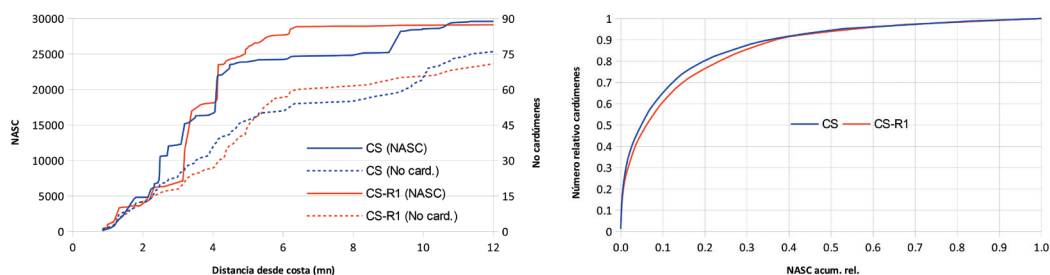 30000
25000
20000
15000
10000
5000
0
NASC
90
75
60
45
30
15
0
No cardúmenes
CS (NASC)
CS (No card.)
CS-R1 (NASC)
CS-R1 (No card.)
0 2 4 6 8 10 12
Distancia desde costa (mn)
1
0.9
0.8
0.7
0.6
0.5
0.4
0.3
0.2
0.1
0
Número relativo cardúmenes
CS CS-R1
0.0 0.1 0.2 0.3 0.4 0.5 0.6 0.7 0.8 0.9 1.0
NASC acum. rel.